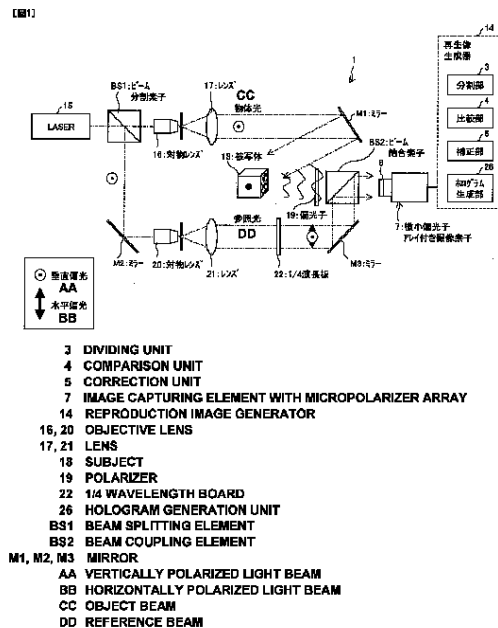 【図1】
1
14
再生像
生成器
3
分割部
4
比較部
5
補正部
26
ホログラム
生成部
15
LASER
BS1:ビーム
分割素子
16:対物レンズ
17:レンズ
CC
物体光
M1:ミラー
BS2:ビーム
結合素子
18:被写体
19:偏光子
8
7:微小偏光子
アレイ付き撮像素子
M2:ミラー
20:対物レンズ
参照光
DD
21:レンズ
22:1/4波長板
M3:ミラー
垂直偏光
AA
水平偏光
BB
3 DIVIDING UNIT
4 COMPARISON UNIT
5 CORRECTION UNIT
7 IMAGE CAPTURING ELEMENT WITH MICROPOLARIZER ARRAY
14 REPRODUCTION IMAGE GENERATOR
16, 20 OBJECTIVE LENS
17, 21 LENS
18 SUBJECT
19 POLARIZER
22 1/4 WAVELENGTH BOARD
26 HOLOGRAM GENERATION UNIT
BS1 BEAM SPLITTING ELEMENT
BS2 BEAM COUPLING ELEMENT
M1, M2, M3 MIRROR
AA VERTICALLY POLARIZED LIGHT BEAM
BB HORIZONTALLY POLARIZED LIGHT BEAM
CC OBJECT BEAM
DD REFERENCE BEAM